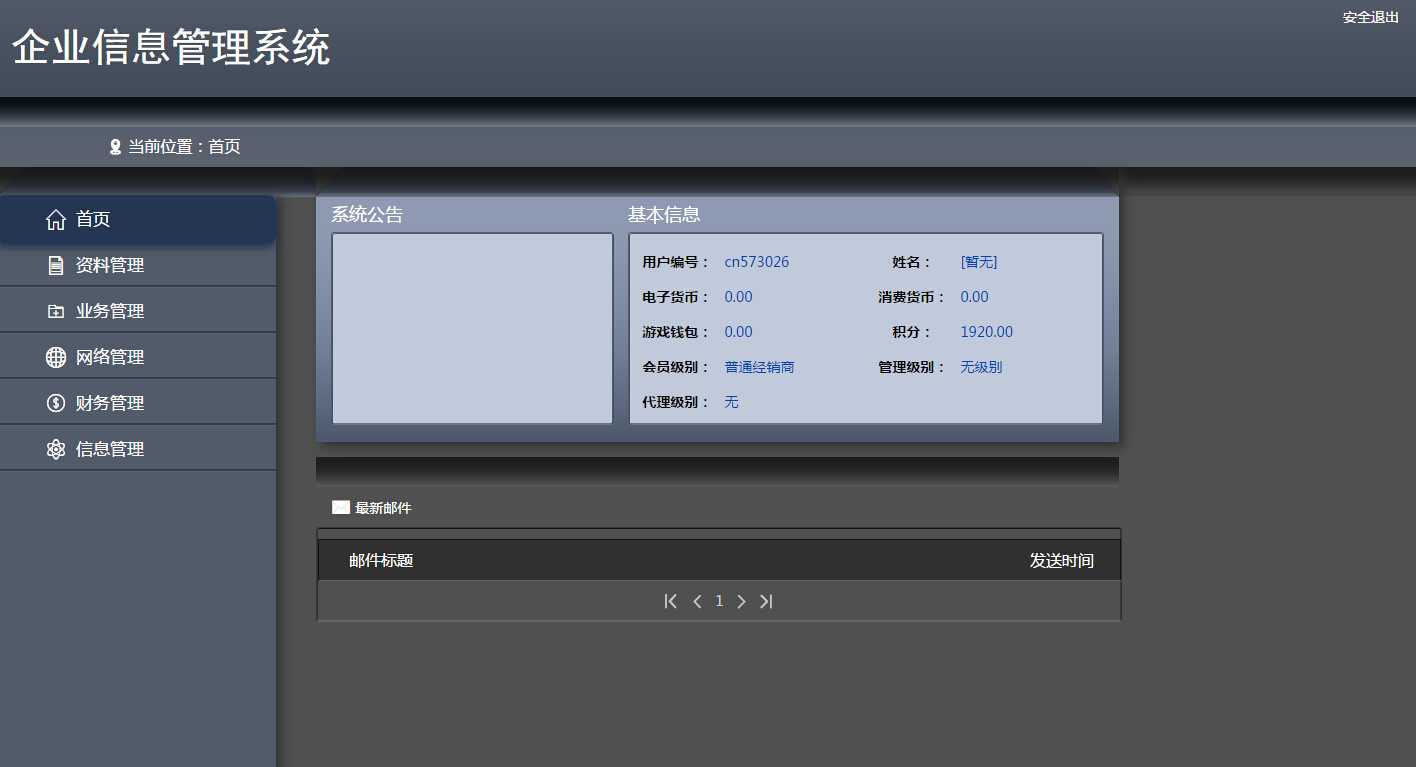 安全退出
企业信息管理系统
当前位置：首页
首页
资料管理
业务管理
网络管理
财务管理
信息管理
系统公告
基本信息
用户编号： cn573026 姓名： [暂无]
电子货币： 0.00 消费货币： 0.00
游戏钱包： 0.00 积分： 1920.00
会员级别： 普通经销商 管理级别： 无级别
代理级别： 无
最新邮件
邮件标题 发送时间
1